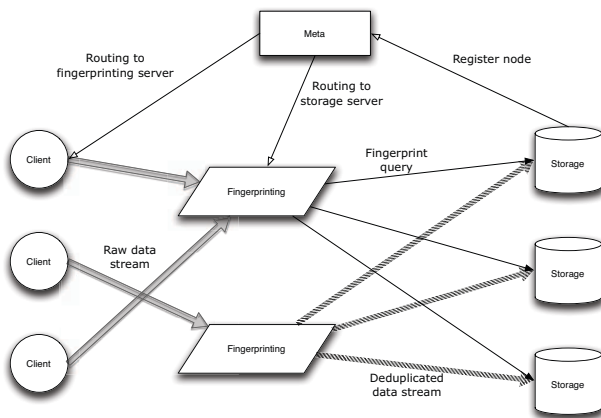 Meta
Routing to
fingerprinting server
Register node
Routing to
storage server
Client
Fingerprint
query
Storage
Fingerprinting
Raw data
stream
Client
Storage
Fingerprinting
Client
Deduplicated
data stream
Storage